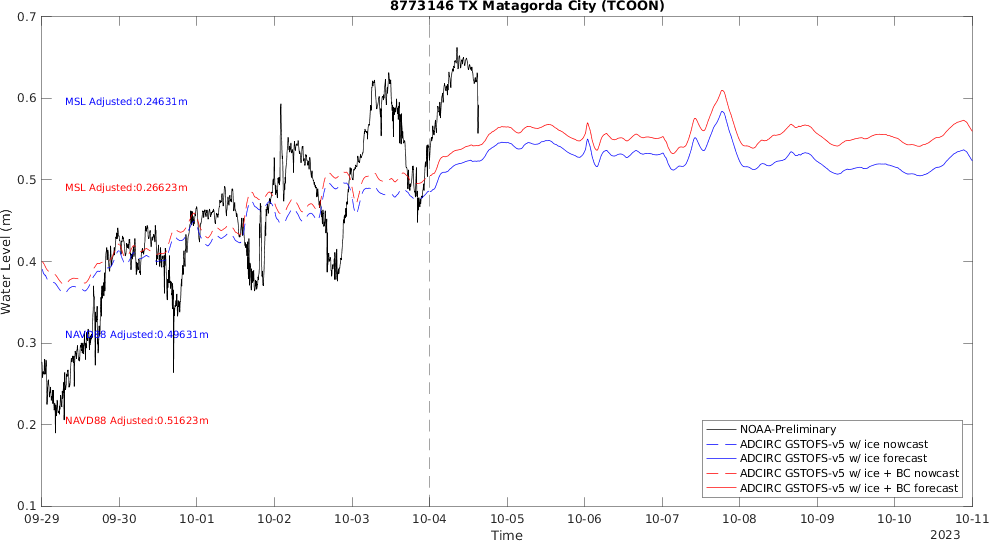 8773146 TX Matagorda City (TCOON)
0.7
0.6
0.5
0.4
0.3
0.2
0.1
Water Level (m)
MSL Adjusted:0.24631m
MSL Adjusted:0.26623m
NAVD88 Adjusted:0.49631m
NAVD88 Adjusted:0.51623m
NOAA-Preliminary
ADCIRC GSTOFS-v5 w/ ice nowcast
ADCIRC GSTOFS-v5 w/ ice forecast
ADCIRC GSTOFS-v5 w/ ice + BC nowcast
ADCIRC GSTOFS-v5 w/ ice + BC forecast
09-29 09-30 10-01 10-02 10-03 10-04 10-05 10-06 10-07 10-08 10-09 10-10 10-11
Time
2023